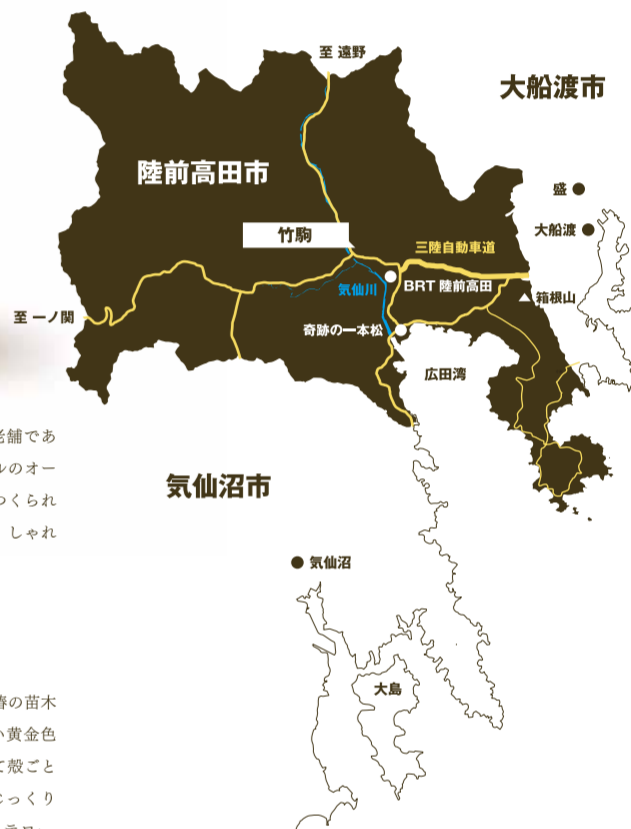 至 遠野
大船渡市
陸前高田市
盛
大船渡
竹駒
三陸自動車道
気仙川
BRT 陸前高田
箱根山
至 一ノ関
奇跡の一本松
広田湾
老舗であ
ルのオー
つくられ
しゃれ
気仙沼市
気仙沼
大島
椿の苗木
い黄金色
て殻ごと
じっくり